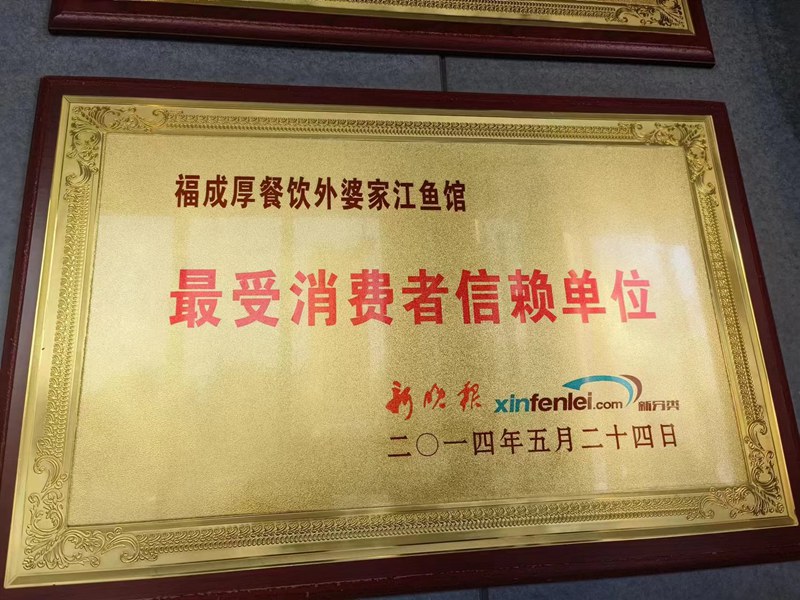 福成厚餐饮外婆家江鱼馆
最受消费者信赖单位
新晚报 xinfenlei.com 新分类
二〇一四年五月二十四日